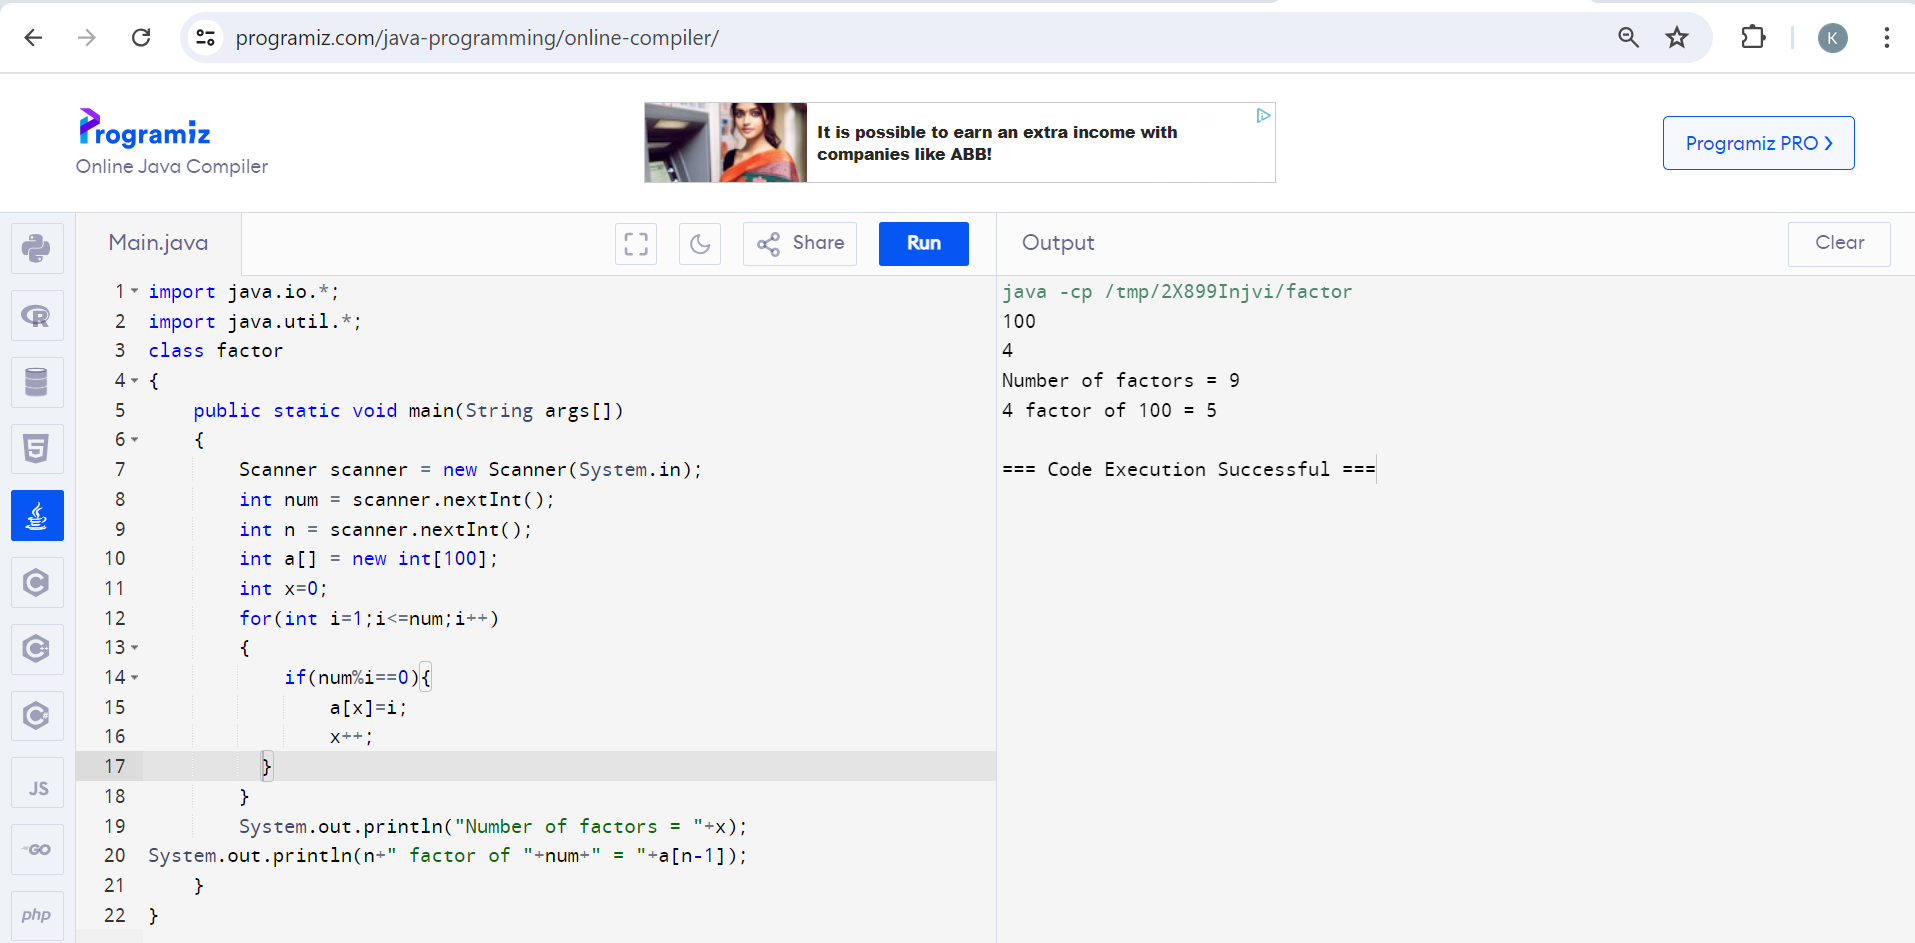 programiz.com/java-programming/online-compiler/
K
Programiz
Online Java Compiler
It is possible to earn an extra income with
companies like ABB!
Programiz PRO
Main.java
Share
Run
Output
Clear
1 import java.io.*;
2 import java.util.*;
3 class factor
4 {
5 public static void main(String args[])
6 {
7 Scanner scanner = new Scanner(System.in);
8 int num = scanner.nextInt();
9 int n = scanner.nextInt();
10 int a[] = new int[100];
11 int x=0;
12 for(int i=1;i<=num;i++)
13 {
14 if(num%i==0){
15 a[x]=i;
16 x++;
17 }
18 }
19 System.out.println("Number of factors = "+x);
20 System.out.println(n+" factor of "+num+" = "+a[n-1]);
21 }
22 }
java -cp /tmp/2X899Injvi/factor
100
4
Number of factors = 9
4 factor of 100 = 5
=== Code Execution Successful ===
R
5
C
C
C
JS
GO
php